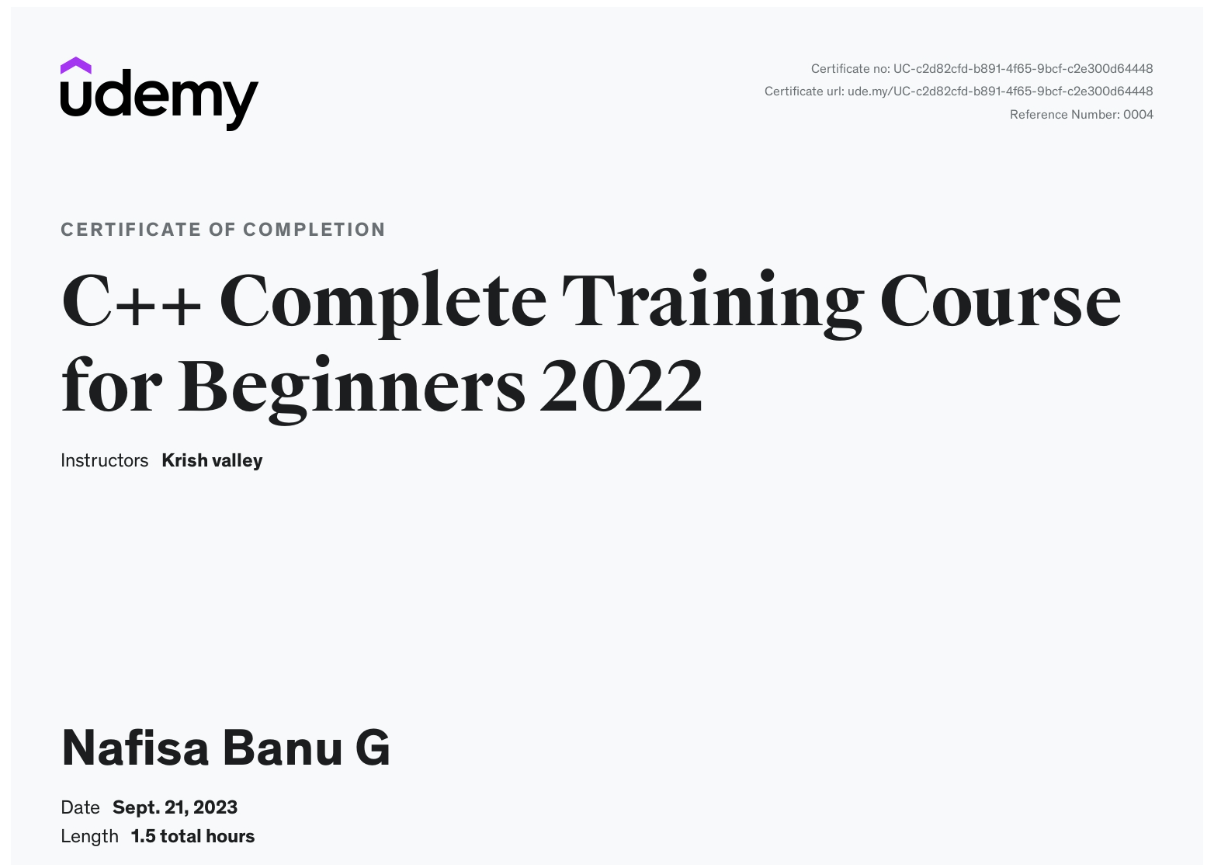 udemy
Certificate no: UC-c2d82cfd-b891-4f65-9bcf-c2e300d64448
Certificate url: ude.my/UC-c2d82cfd-b891-4f65-9bcf-c2e300d64448
Reference Number: 0004
CERTIFICATE OF COMPLETION
C++ Complete Training Course
for Beginners 2022
Instructors Krish valley
Nafisa Banu G
Date Sept. 21, 2023
Length 1.5 total hours